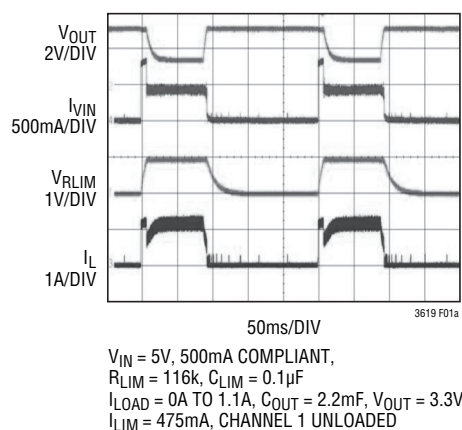 VOUT
2V/DIV
IVIN
500mA/DIV
VRLIM
1V/DIV
IL
1A/DIV
3619 F01a
50ms/DIV
VIN = 5V, 500mA COMPLIANT,
RLIM = 116k, CLIM = 0.1µF
ILOAD = 0A TO 1.1A, COUT = 2.2mF, VOUT = 3.3V
ILIM = 475mA, CHANNEL 1 UNLOADED